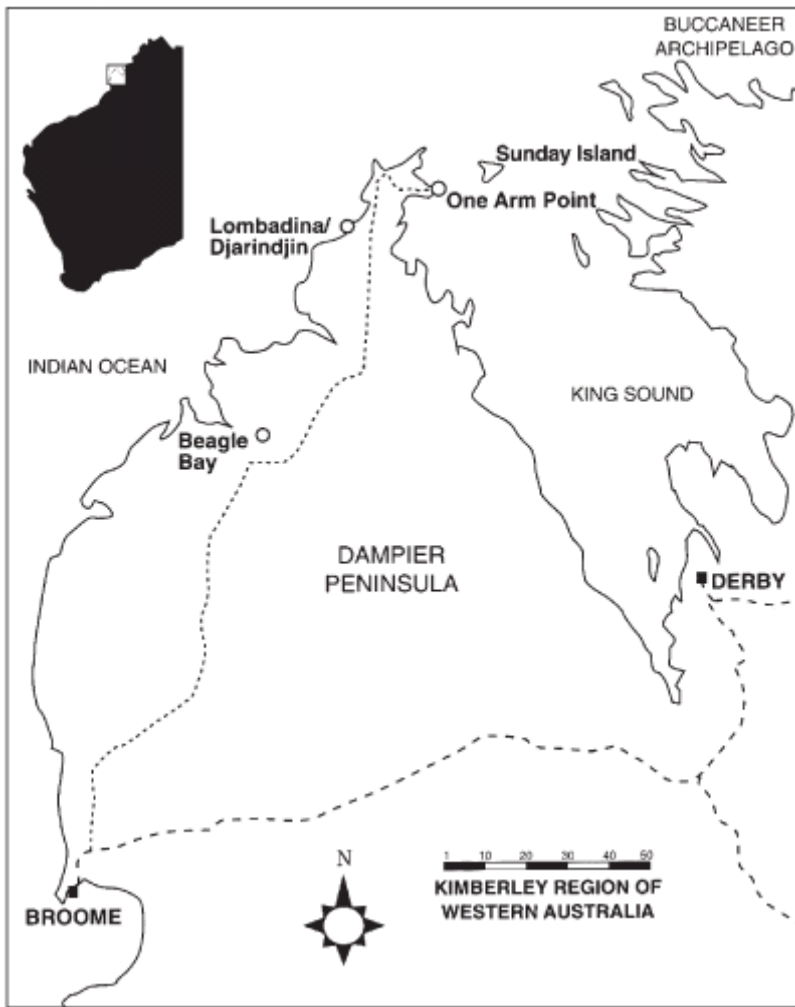 BUCCANEER
ARCHIPELAGO
Sunday Island
One Arm Point
Lombadina/
Djarindjin
INDIAN OCEAN
KING SOUND
Beagle
Bay
DAMPIER
PENINSULA
DERBY
N
1 10 20 30 40 50
KIMBERLEY REGION OF
WESTERN AUSTRALIA
BROOME